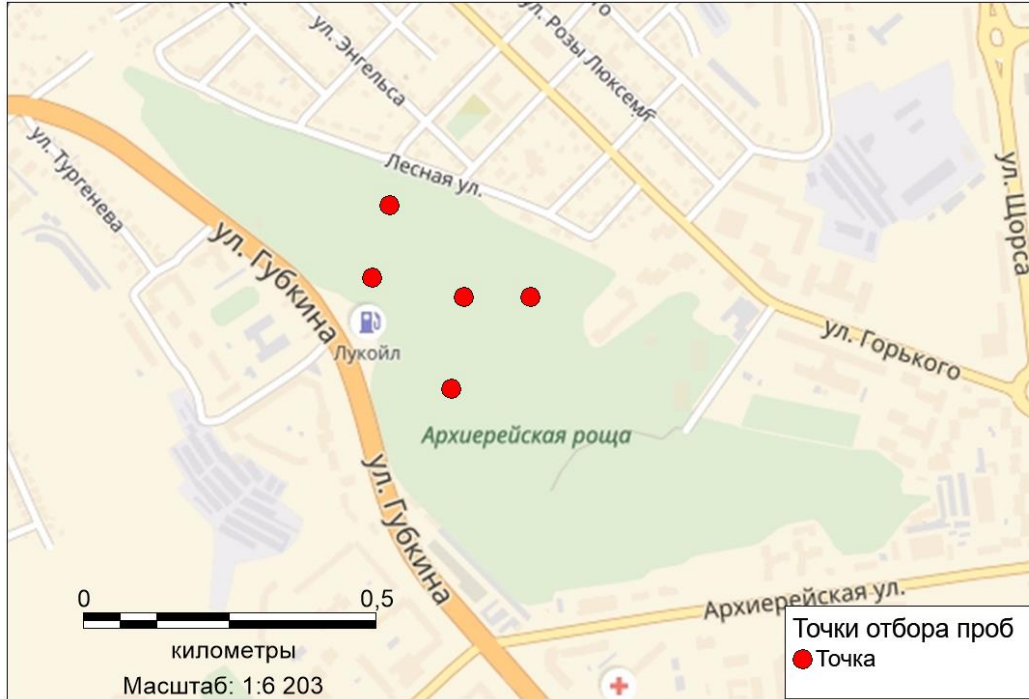 ул. Энгельса
ул. Розы Люксемб
го
ул. Тургенева
Лесная ул.
ул. Щорса
ул. Губкина
Лукойл
ул. Горького
Архиерейская роща
ул. Губкина
Архиерейская ул.
0 0,5
километры
Масштаб: 1:6 203
Точки отбора проб
Точка